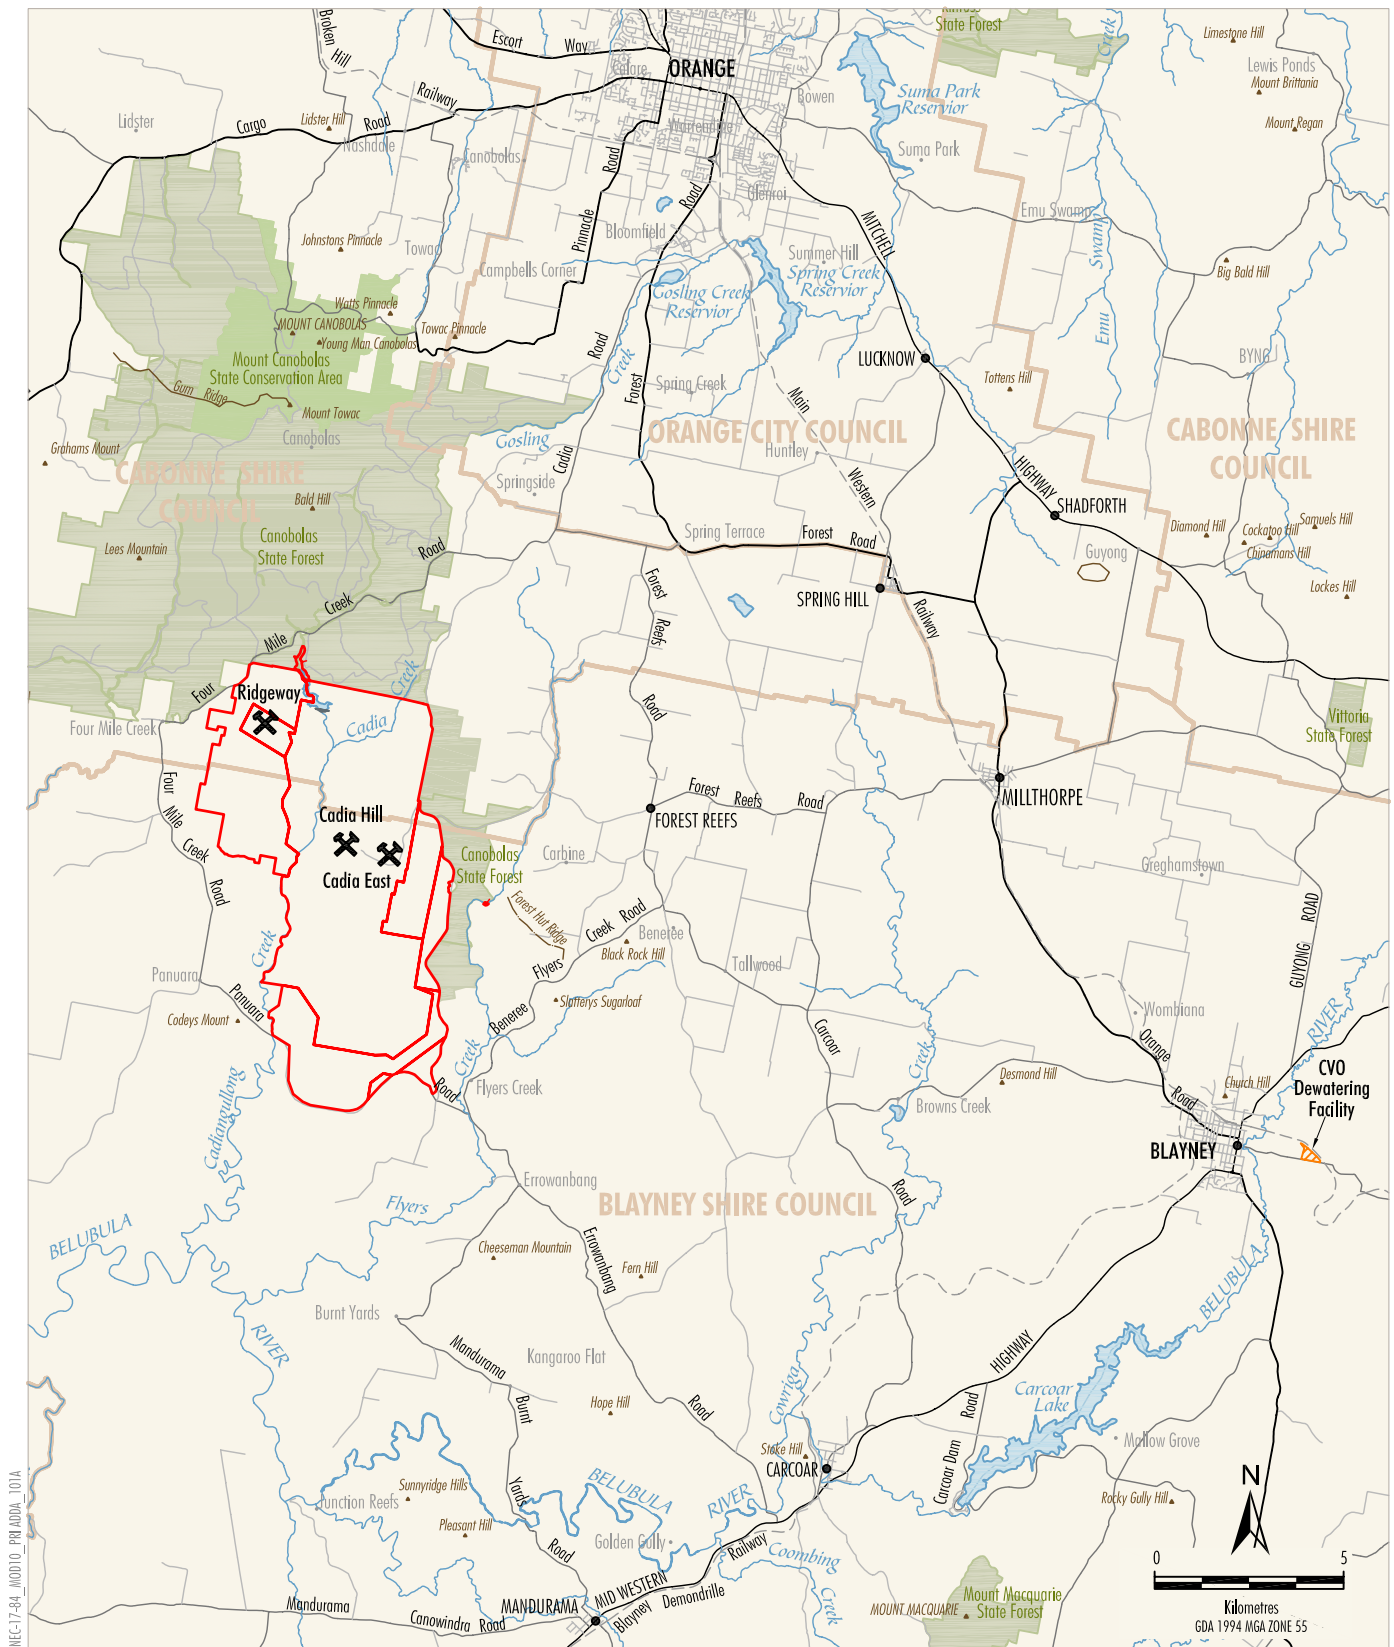 Kinross
State Forest
Creek
Limestone Hill
Broken
Hill
Escort
Way
Calare
ORANGE
Lewis Ponds
Mount Brittania
Railway
Bowen
Suma Park
Reservior
Lidster
Cargo
Lidster Hill
Road
Nashdale
Warrendine
Mount Regan
Canobolas
Road
Suma Park
Glenroi
Pinnacle
Road
Emu Swamp
MITCHELL
Bloomfield
Johnstons Pinnacle
Towac
Campbells Corner
Summer Hill
Spring Creek
Reservior
Swamp
Emu
Big Bald Hill
Gosling Creek
Reservior
Watts Pinnacle
MOUNT CANOBOLAS
Young Man Canobolas
Towac Pinnacle
Road
Creek
LUCKNOW
BYNG
Mount Canobolas
State Conservation Area
Gum Ridge
Mount Towac
Forest
Spring Creek
Main
Tottens Hill
Canobolas
Gosling
Cadia
ORANGE CITY COUNCIL
Huntley
CABONNE SHIRE
COUNCIL
Grahams Mount
CABONNE SHIRE
COUNCIL
Springside
Western
HIGHWAY
Bald Hill
SHADFORTH
Canobolas
State Forest
Lees Mountain
Road
Spring Terrace
Forest
Road
Diamond Hill
Cockatoo Hill
Samuels Hill
Chinamans Hill
Guyong
Forest
Reefs
Road
Lockes Hill
SPRING HILL
Railway
Creek
Mile
Four
Ridgeway
Creek
Cadia
Four Mile Creek
Vittoria
State Forest
Four
Mile
Creek
Road
Cadia Hill
Cadia East
Forest
Reefs
Road
FOREST REEFS
MILLTHORPE
Canobolas
State Forest
Carbine
Greghamstown
Forest Hut Ridge
Creek
Road
Beneree
Black Rock Hill
GUYONG
ROAD
Creek
Flyers
Tallwood
Panuara
Panuara
Slatterys Sugarloaf
Beneree
Codeys Mount
Wombiana
RIVER
Carcoar
Orange
Creek
Road
Flyers Creek
Creek
Desmond Hill
Road
Church Hill
CVO
Dewatering
Facility
Browns Creek
Cadiangullong
BLAYNEY
Errowanbang
Flyers
BLAYNEY SHIRE COUNCIL
Road
BELUBULA
Errowanbang
Cheeseman Mountain
Fern Hill
BELUBULA
Burnt Yards
RIVER
Mandurama
Kangaroo Flat
HIGHWAY
Burnt
Hope Hill
Road
Cowriga
Carcoar
Lake
Road
Mallow Grove
Stoke Hill
CARCOAR
Carcoar Dam
Sunnyridge Hills
Junction Reefs
Yards
BELUBULA
RIVER
Rocky Gully Hill
N
Pleasant Hill
Golden Gully
Road
Railway
Coombing
Creek
0
5
Kilometres
GDA 1994 MGA ZONE 55
Mandurama
Canowindra Road
MANDURAMA
MID WESTERN
Blayney
Demondrille
MOUNT MACQUARIE
Mount Macquarie
State Forest
NEC-17-84_MOD10_PRI ADDA_101A